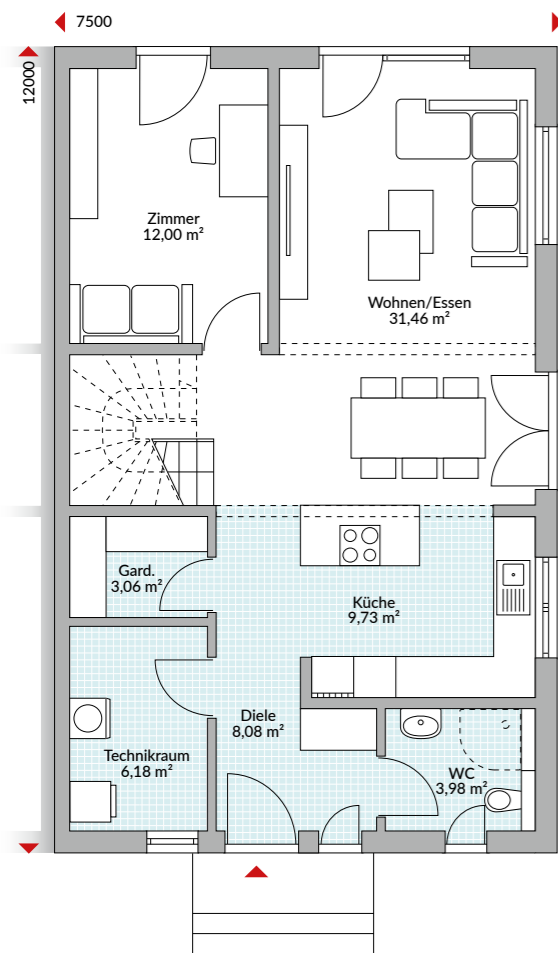 7500
12000
Zimmer
12,00 m²
Wohnen/Essen
31,46 m²
Gard.
3,06 m²
Küche
9,73 m²
Diele
8,08 m²
Technikraum
6,18 m²
WC
3,98 m²